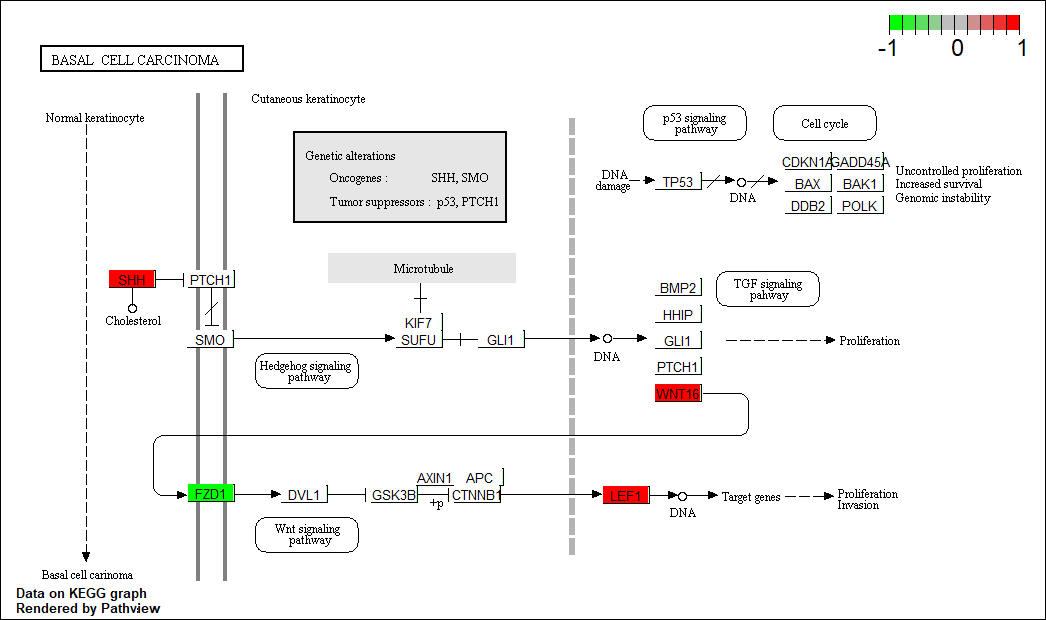 -1 0 1
BASAL CELL CARCINOMA
Cutaneous keratinocyte
Normal keratinocyte
p53 signaling
pathway
Cell cycle
Genetic alterations
Oncogenes : SHH, SMO
Tumor suppressors : p53, PTCH1
DNA
damage
TP53
DNA
CDKN1A
GADD45A
BAX
BAK1
DDB2
POLK
Uncontrolled proliferation
Increased survival
Genomic instability
SHH
PTCH1
Cholesterol
SMO
Microtubule
KIF7
SUFU
GLI1
Hedgehog signaling
pathway
DNA
BMP2
HHIP
GLI1
PTCH1
WNT16
TGF signaling
pahway
Proliferation
FZD1
DVL1
GSK3B
AXIN1
APC
CTNNB1
+p
Wnt signaling
pathway
LEF1
DNA
Target genes
Proliferation
Invasion
Basal cell carinoma
Data on KEGG graph
Rendered by Pathview